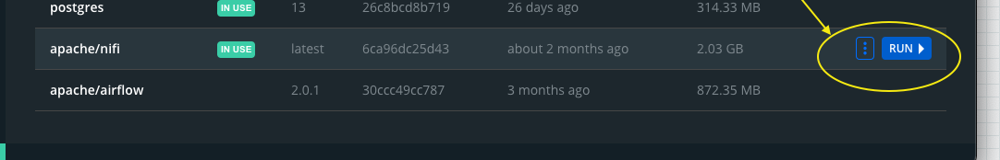 postgres IN USE 13 26c8bcd8b719 26 days ago 314.33 MB
apache/nifi IN USE latest 6ca96dc25d43 about 2 months ago 2.03 GB RUN
apache/airflow 2.0.1 30ccc49cc787 3 months ago 872.35 MB